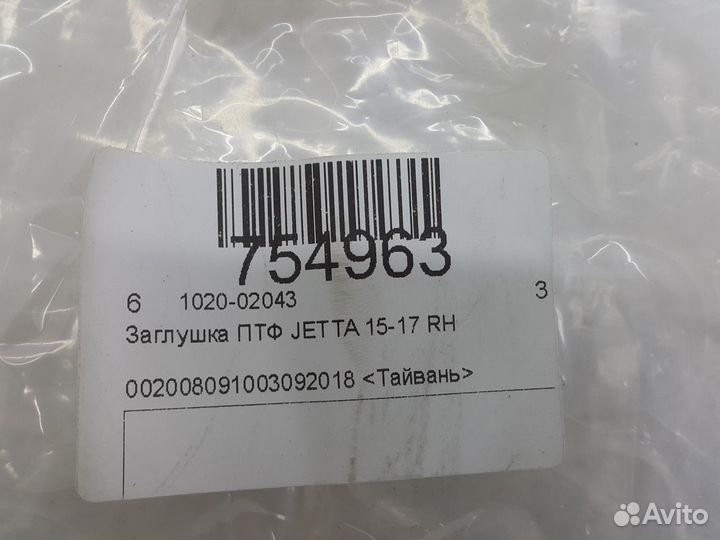 754963
6 1020-02043 3
Заглушка ПТФ JETTA 15-17 RH
002008091003092018 <Тайвань>
Avito